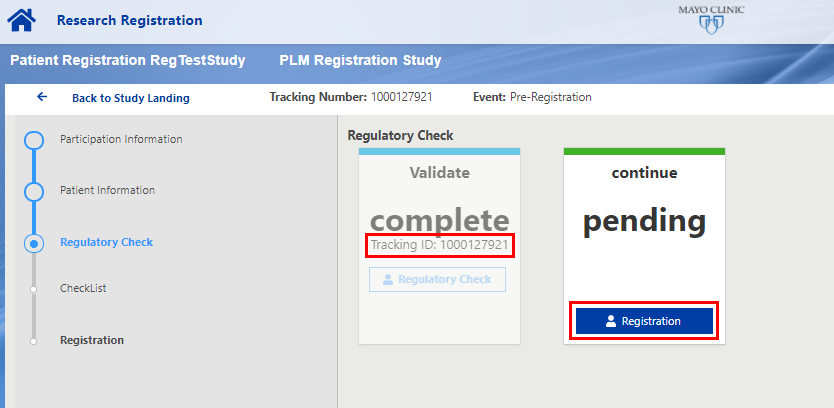 Research Registration
MAYO CLINIC
Patient Registration RegTestStudy PLM Registration Study
Back to Study Landing Tracking Number: 1000127921 Event: Pre-Registration
Participation Information
Patient Information
Regulatory Check
CheckList
Registration
Regulatory Check
Validate
complete
Tracking ID: 1000127921
Regulatory Check
continue
pending
Registration